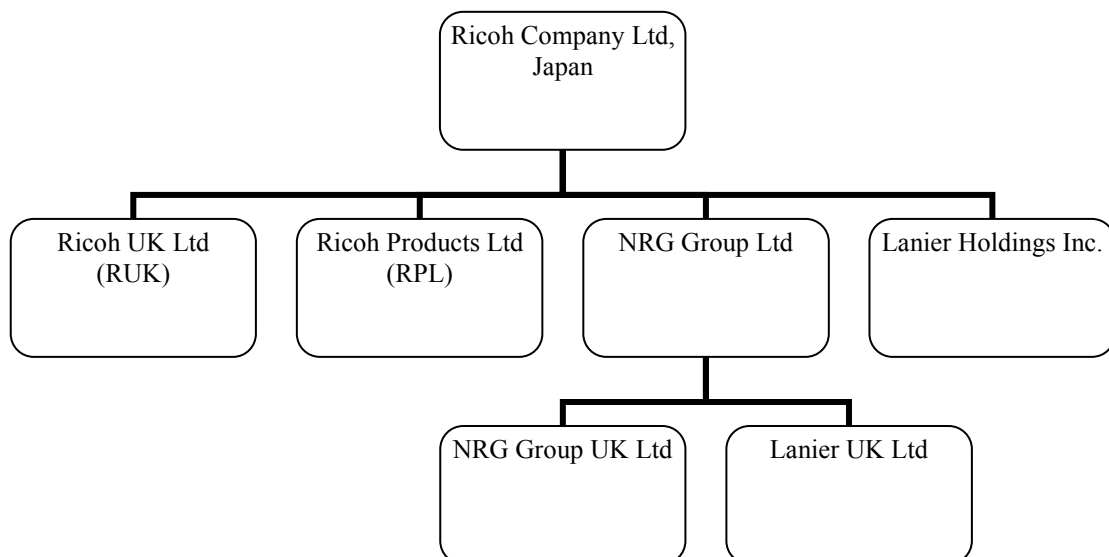 Ricoh Company Ltd,
Japan
Ricoh UK Ltd
(RUK)
Ricoh Products Ltd
(RPL)
NRG Group Ltd
Lanier Holdings Inc.
NRG Group UK Ltd
Lanier UK Ltd